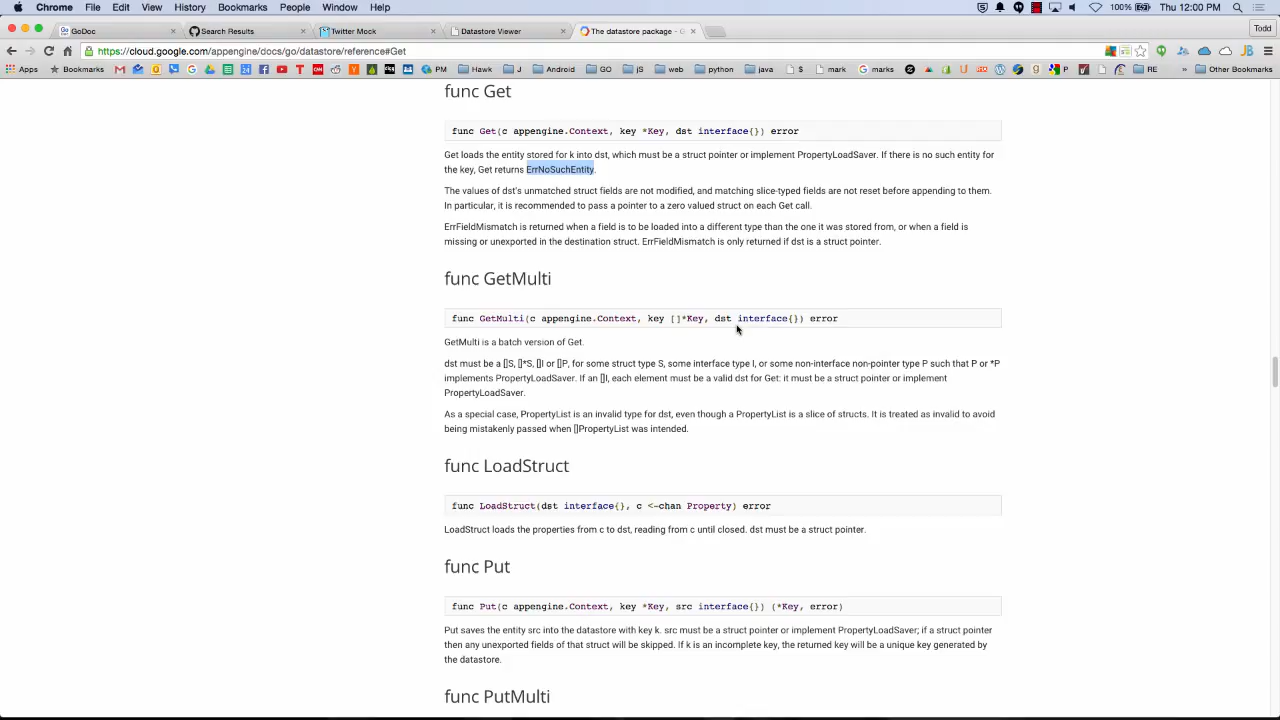 Chrome File Edit View History Bookmarks People Window Help 100% Thu 12:00 PM
GoDoc Search Results Twitter Mock Datastore Viewer The datastore package - G Todd
https://cloud.google.com/appengine/docs/go/datastore/reference#Get
Apps Bookmarks PM Hawk J Android GO jS web python java $ mark marks RE » Other Bookmarks
func Get
func Get(c appengine.Context, key *Key, dst interface{}) error
Get loads the entity stored for k into dst, which must be a struct pointer or implement PropertyLoadSaver. If there is no such entity for
the key, Get returns ErrNoSuchEntity.
The values of dst's unmatched struct fields are not modified, and matching slice-typed fields are not reset before appending to them.
In particular, it is recommended to pass a pointer to a zero valued struct on each Get call.
ErrFieldMismatch is returned when a field is to be loaded into a different type than the one it was stored from, or when a field is
missing or unexported in the destination struct. ErrFieldMismatch is only returned if dst is a struct pointer.
func GetMulti
func GetMulti(c appengine.Context, key []*Key, dst interface{}) error
GetMulti is a batch version of Get.
dst must be a []S, []*S, []I or []P, for some struct type S, some interface type I, or some non-interface non-pointer type P such that P or *P
implements PropertyLoadSaver. If an []I, each element must be a valid dst for Get: it must be a struct pointer or implement
PropertyLoadSaver.
As a special case, PropertyList is an invalid type for dst, even though a PropertyList is a slice of structs. It is treated as invalid to avoid
being mistakenly passed when []PropertyList was intended.
func LoadStruct
func LoadStruct(dst interface{}, c <-chan Property) error
LoadStruct loads the properties from c to dst, reading from c until closed. dst must be a struct pointer.
func Put
func Put(c appengine.Context, key *Key, src interface{}) (*Key, error)
Put saves the entity src into the datastore with key k. src must be a struct pointer or implement PropertyLoadSaver; if a struct pointer
then any unexported fields of that struct will be skipped. If k is an incomplete key, the returned key will be a unique key generated by
the datastore.
func PutMulti